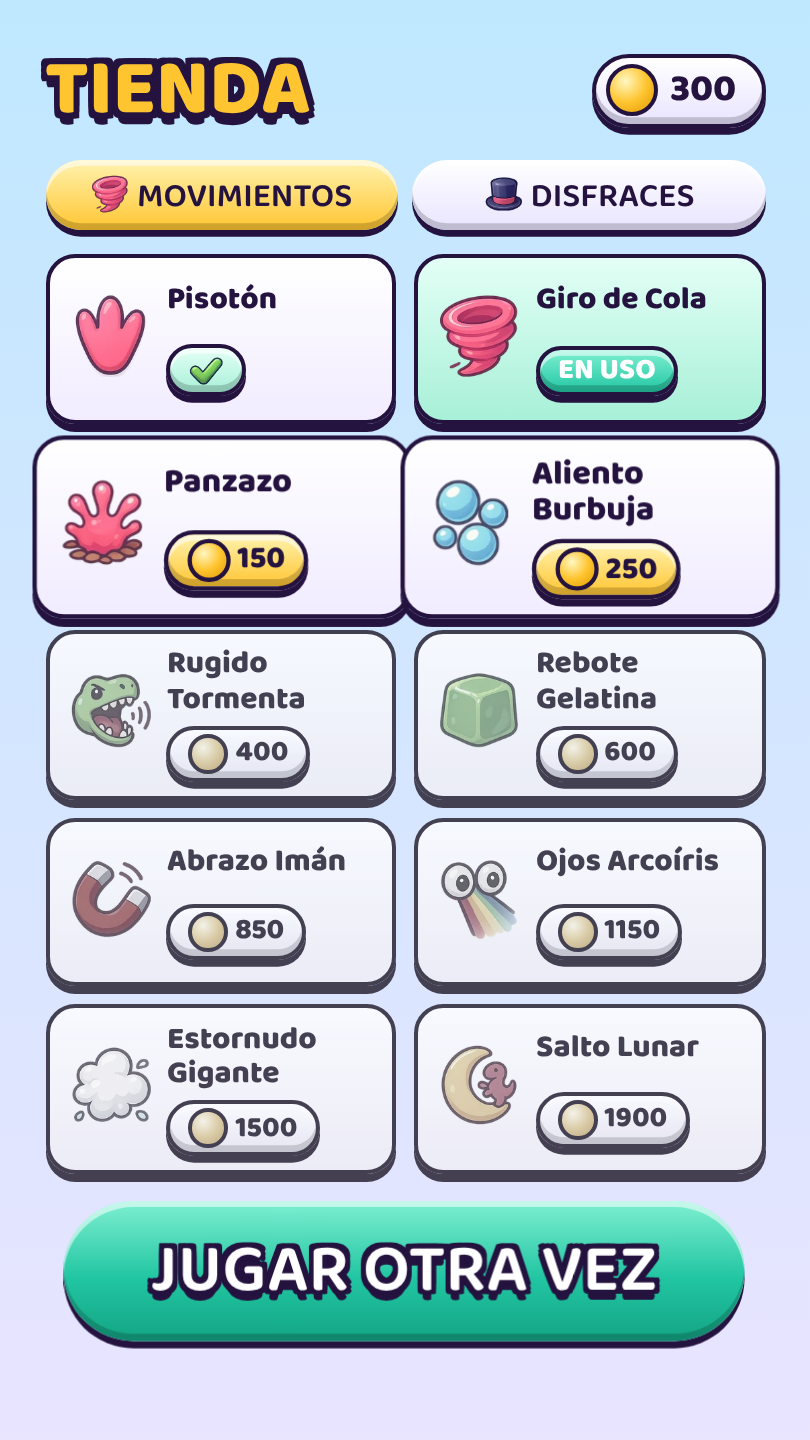 TIENDA
300
MOVIMIENTOS
DISFRACES
Pisotón
Giro de Cola
EN USO
Panzazo
150
Aliento
Burbuja
250
Rugido
Tormenta
400
Rebote
Gelatina
600
Abrazo Imán
850
Ojos Arcoíris
1150
Estornudo
Gigante
1500
Salto Lunar
1900
JUGAR OTRA VEZ